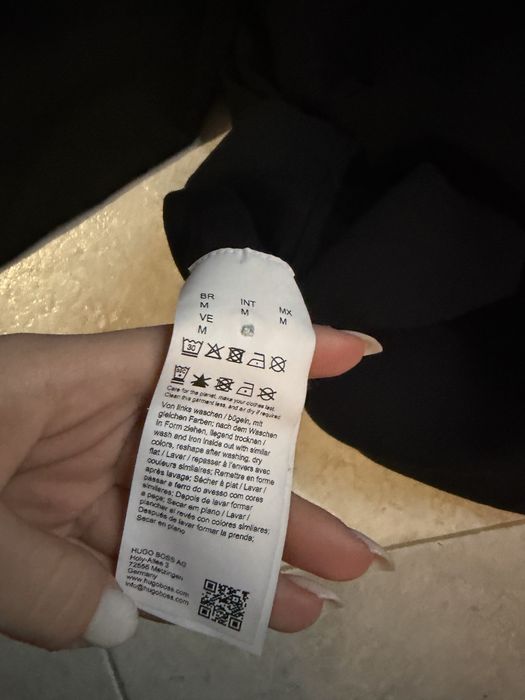 BR INT MX
M M M
VE
M
30
Care for the planet, make your clothes last.
Clean this garment less, and air dry if required.
Von links waschen / bügeln, mit
gleichen Farben; nach dem Waschen
in Form ziehen, liegend trocknen /
wash and iron inside out with similar
colors, reshape after washing, dry
flat / Laver / repasser à l'envers avec
couleurs similaires; Remettre en forme
après lavage; Sécher à plat / Lavar /
passar a ferro do avesso com cores
similares; Depois de lavar formar
a peça; Secar em plano / Lavar /
planchar al revés con colores similares;
Después de lavar formar la prenda;
Secar en plano
HUGO BOSS AG
Holy-Allee 3
72555 Metzingen
Germany
www.hugoboss.com
info@hugoboss.com